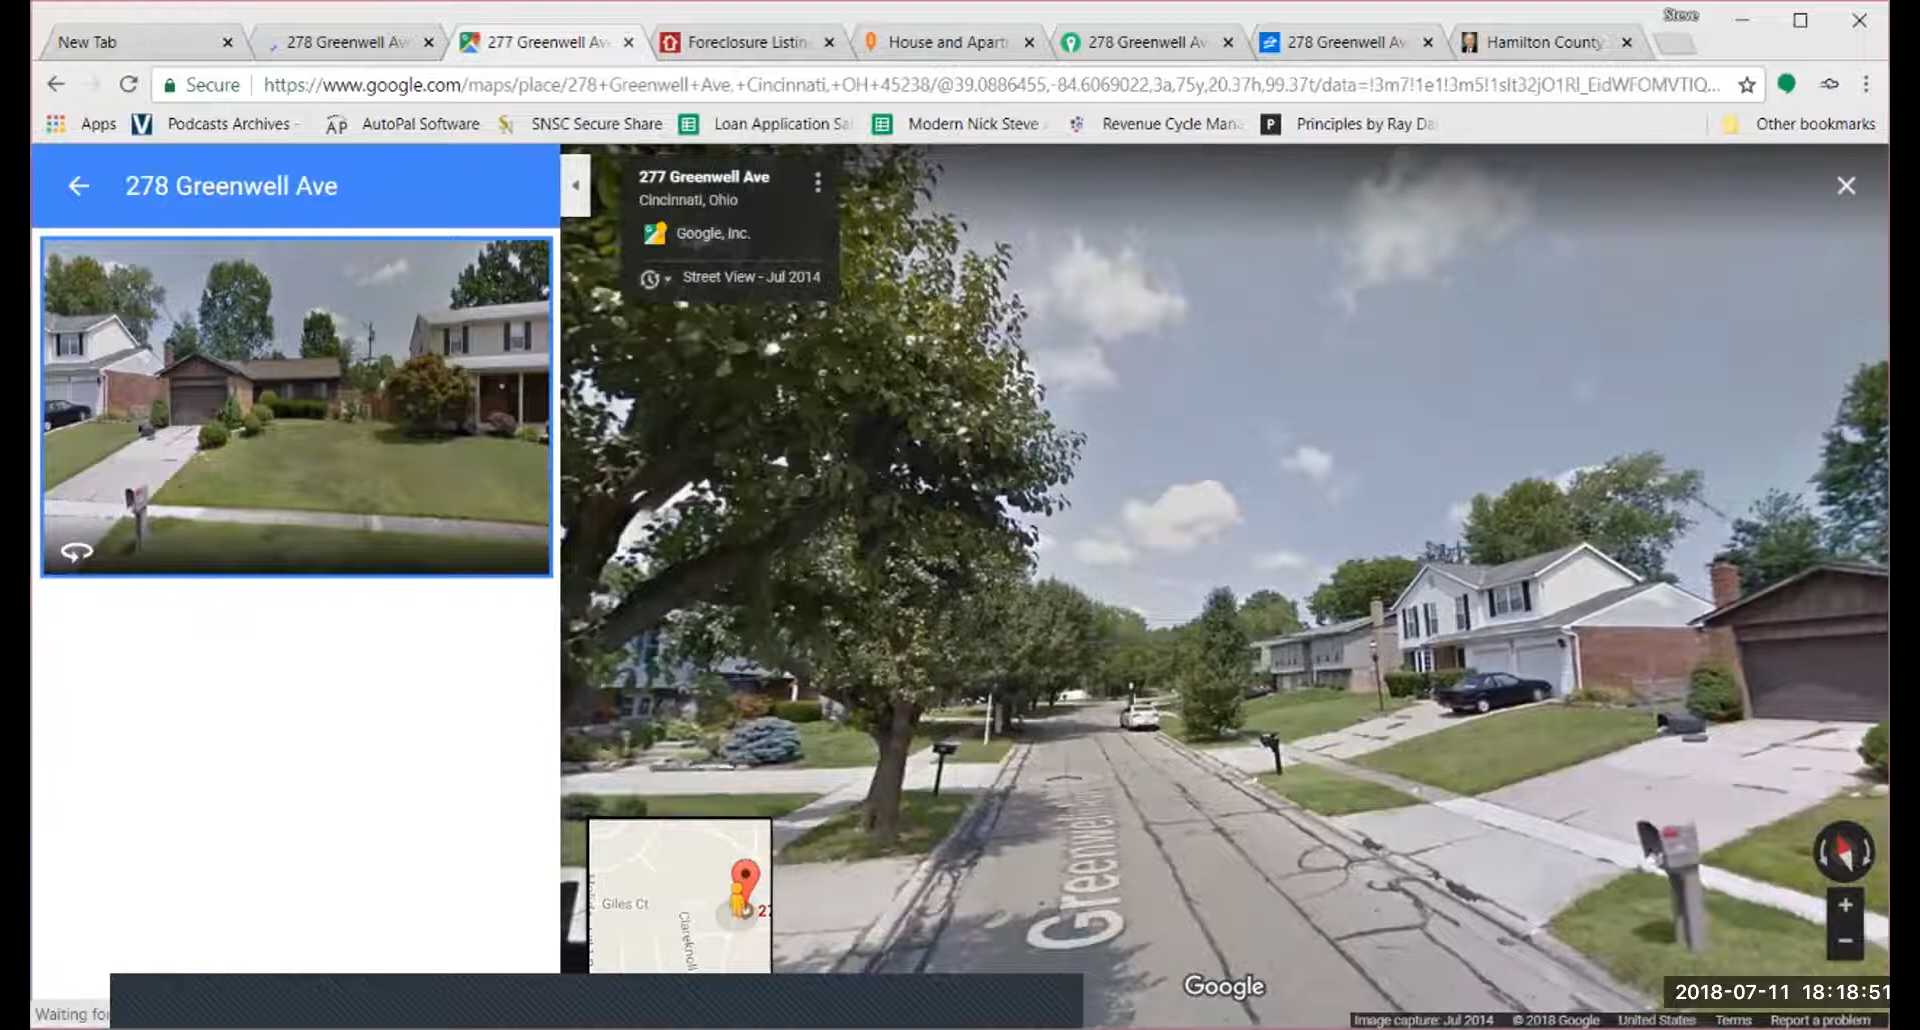 Steve
New Tab
278 Greenwell Av
277 Greenwell Av
Foreclosure Listin
House and Apart
278 Greenwell Av
278 Greenwell Av
Hamilton County
Secure
https://www.google.com/maps/place/278+Greenwell+Ave,+Cincinnati,+OH+45238/@39.0886455,-84.6069022,3a,75y,20.37h,99.37t/data=!3m7!1e1!3m5!1sIt32jO1RI_EidWFOMVTIQ...
Apps
Podcasts Archives -
AP
AutoPal Software
SNSC Secure Share
Loan Application Sa
Modern Nick Steve
Revenue Cycle Mana
P
Principles by Ray Da
Other bookmarks
278 Greenwell Ave
277 Greenwell Ave
Cincinnati, Ohio
Google, Inc.
Street View - Jul 2014
Giles Ct
Clareknoll
27
Greenwell
Google
2018-07-11 18:18:51
Waiting for
Image capture: Jul 2014
© 2018 Google
United States
Terms
Report a problem